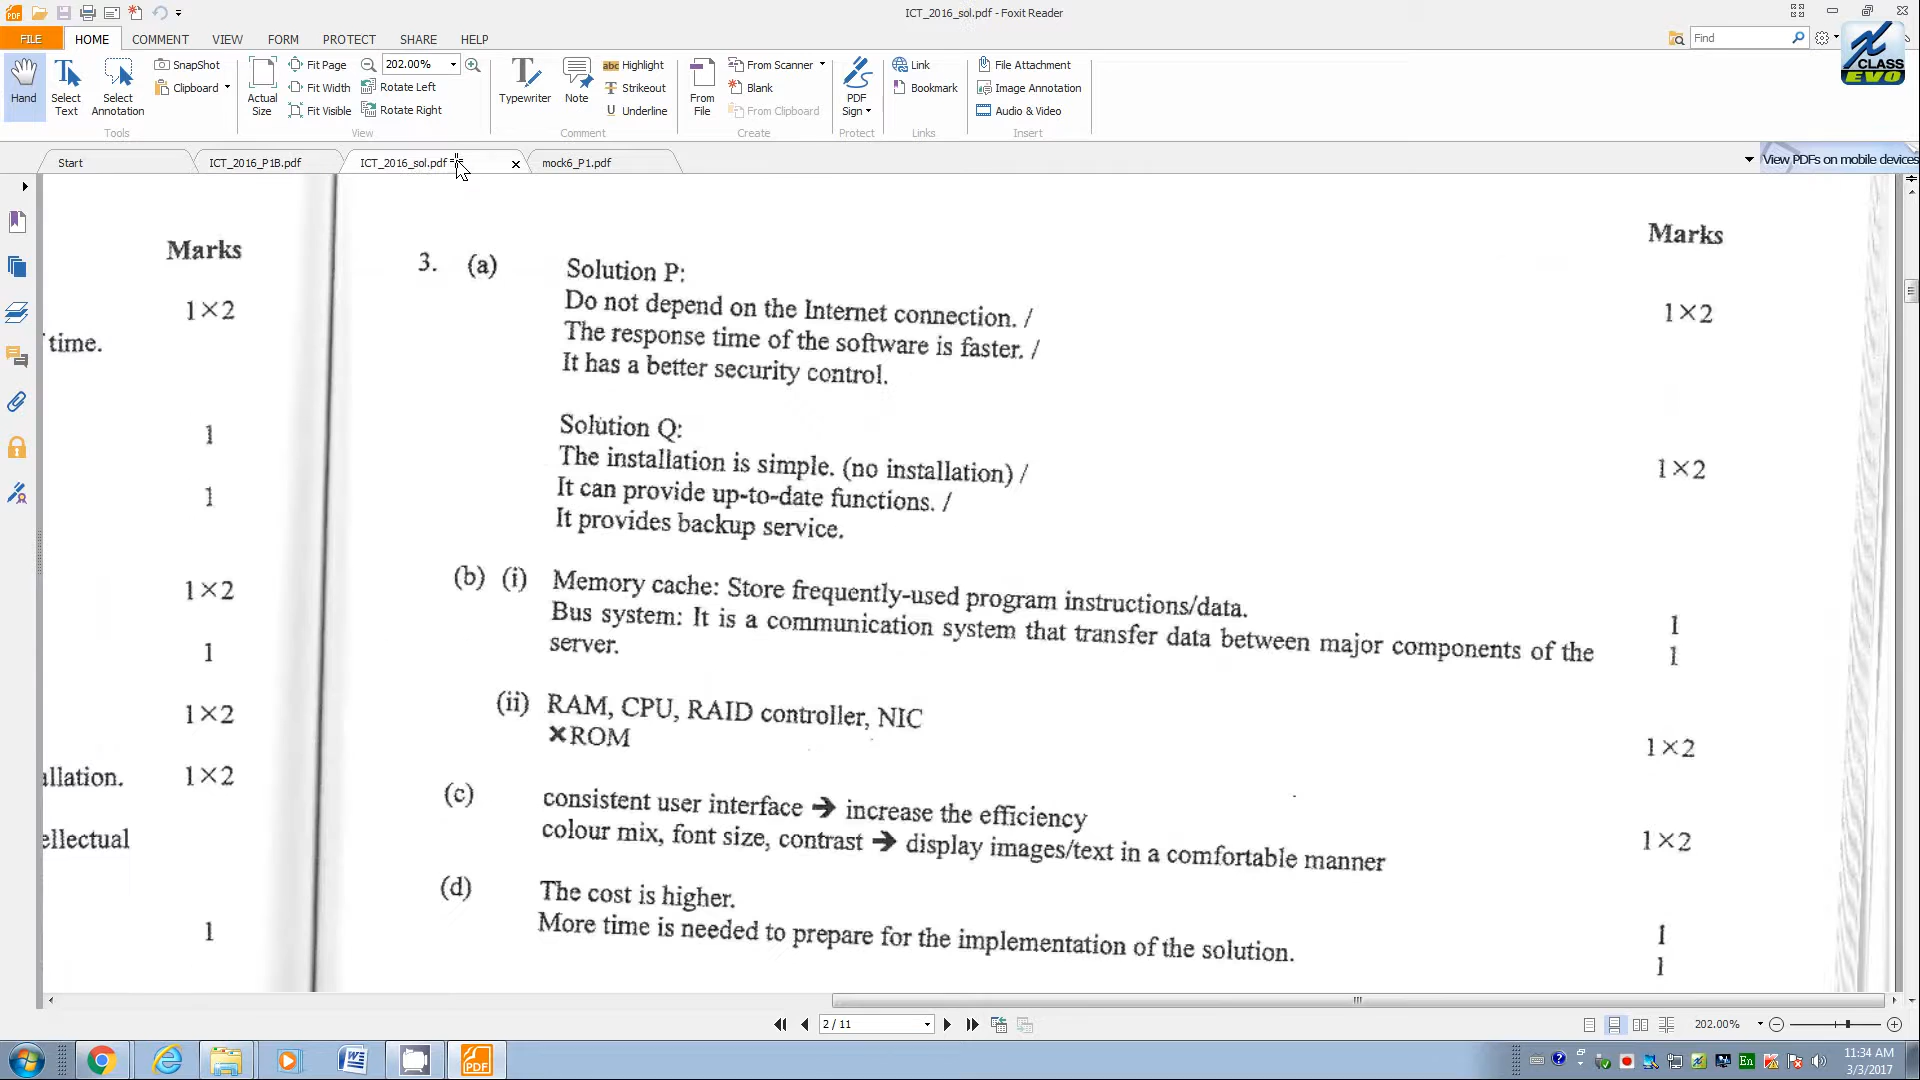 ICT_2016_sol.pdf - Foxit Reader
FILE HOME COMMENT VIEW FORM PROTECT SHARE HELP
Find
CLASS
EVO
Hand
Select
Text
Select
Annotation
SnapShot
Clipboard
Tools
Actual
Size
Fit Page
Fit Width
Fit Visible
202.00%
Rotate Left
Rotate Right
View
Typewriter
Note
Highlight
Strikeout
Underline
Comment
From
File
From Scanner
Blank
From Clipboard
Create
PDF
Sign
Protect
Link
Bookmark
Links
File Attachment
Image Annotation
Audio & Video
Insert
Start
ICT_2016_P1B.pdf
ICT_2016_sol.pdf
mock6_P1.pdf
View PDFs on mobile devices
Marks
1×2
time.
1
1
1×2
1
1×2
allation. 1×2
ellectual
1
Marks
3. (a) Solution P:
Do not depend on the Internet connection. / 1×2
The response time of the software is faster. /
It has a better security control.
Solution Q:
The installation is simple. (no installation) / 1×2
It can provide up-to-date functions. /
It provides backup service.
(b) (i) Memory cache: Store frequently-used program instructions/data. 1
Bus system: It is a communication system that transfer data between major components of the 1
server.
(ii) RAM, CPU, RAID controller, NIC 1×2
✕ROM
(c) consistent user interface ➔ increase the efficiency 1×2
colour mix, font size, contrast ➔ display images/text in a comfortable manner
(d) The cost is higher. 1
More time is needed to prepare for the implementation of the solution. 1
2 / 11
202.00%
PDF
En
11:34 AM
3/3/2017